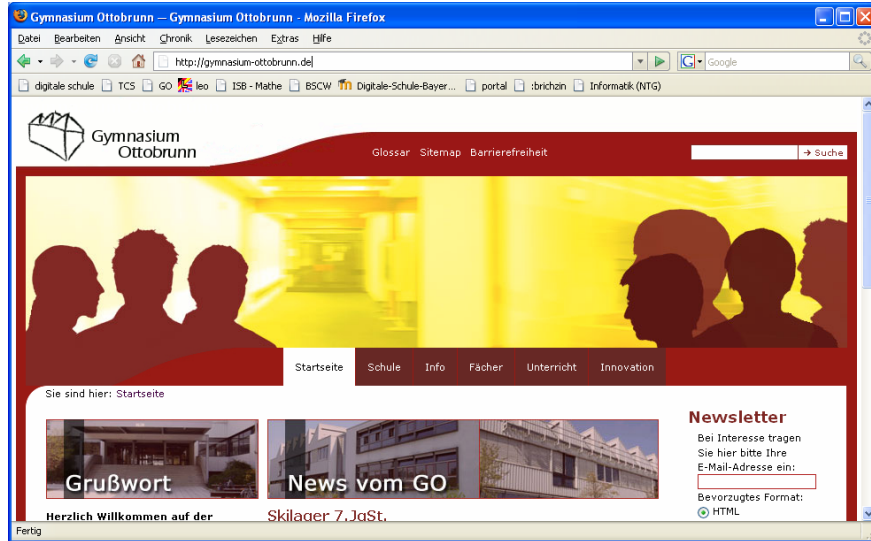 Gymnasium Ottobrunn — Gymnasium Ottobrunn - Mozilla Firefox
Datei Bearbeiten Ansicht Chronik Lesezeichen Extras Hilfe
http://gymnasium-ottobrunn.de
G Google
digitale schule TCS GO leo ISB - Mathe BSCW Digitale-Schule-Bayer... portal :brichzin Informatik (NTG)
Gymnasium
Ottobrunn
Glossar Sitemap Barrierefreiheit
→ Suche
Startseite Schule Info Fächer Unterricht Innovation
Sie sind hier: Startseite
Grußwort
News vom GO
Newsletter
Bei Interesse tragen
Sie hier bitte Ihre
E-Mail-Adresse ein:
Bevorzugtes Format:
HTML
Herzlich Willkommen auf der
Skilager 7.JgSt.
Fertig